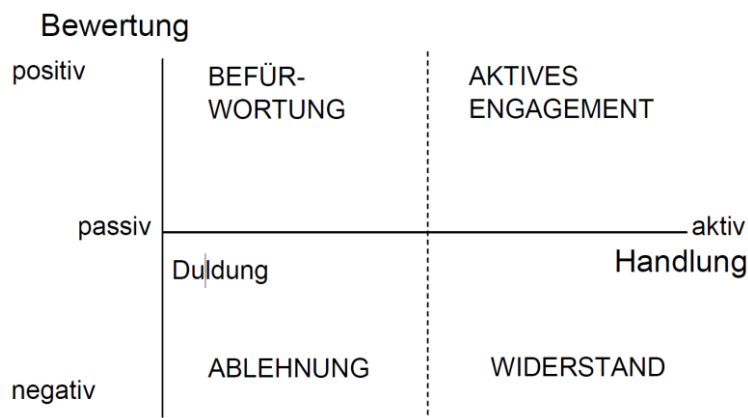 Bewertung
positiv
BEFÜR-
WORTUNG
AKTIVES
ENGAGEMENT
passiv
aktiv
Duldung
Handlung
ABLEHNUNG
WIDERSTAND
negativ